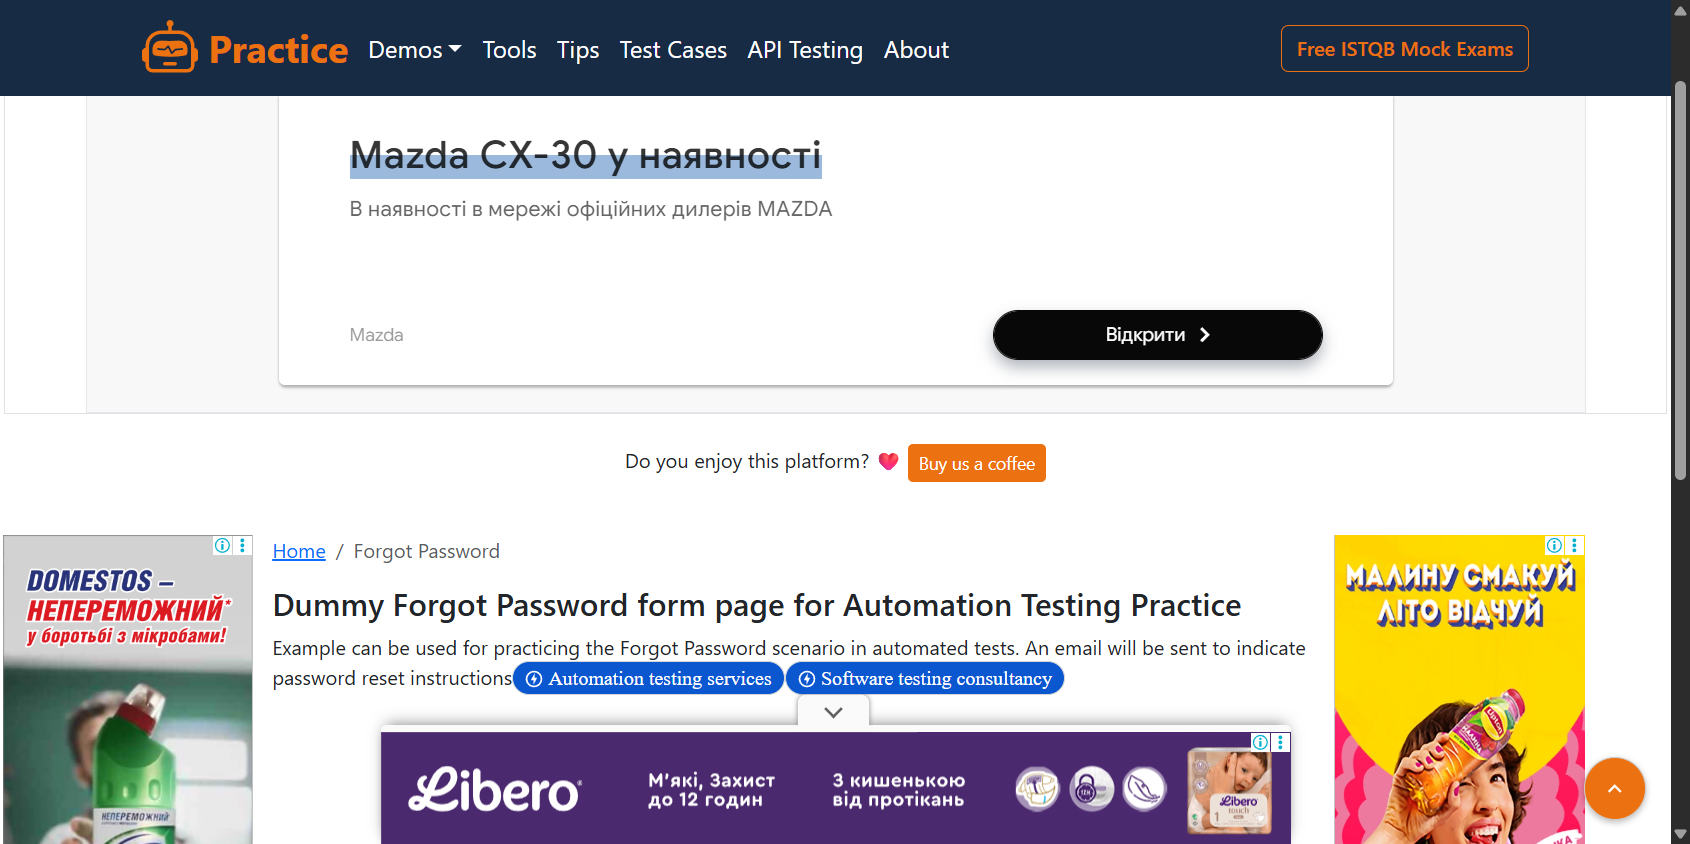 Practice
Demos
Tools
Tips
Test Cases
API Testing
About
Free ISTQB Mock Exams
Mazda CX-30 у наявності
В наявності в мережі офіційних дилерів MAZDA
Mazda
Відкрити
Do you enjoy this platform?
Buy us a coffee
Home / Forgot Password
DOMESTOS –
НЕПЕРЕМОЖНИЙ*
у боротьбі з мікробами!
НЕПЕРЕМОЖНИЙ
Dummy Forgot Password form page for Automation Testing Practice
Example can be used for practicing the Forgot Password scenario in automated tests. An email will be sent to indicate
password reset instructions Automation testing services Software testing consultancy
МАЛИНУ СМАКУЙ
ЛІТО ВІДЧУЙ
Lipton
Libero
М'які, Захист
до 12 годин
З кишенькою
від протікань
12H
Libero
touch
1